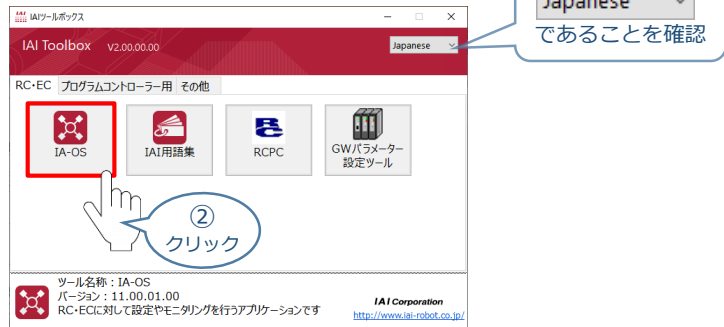 IAIツールボックス
IAI Toolbox V2.00.00.00
Japanese
Japanese
であることを確認
RC・EC プログラムコントローラー用 その他
IA-OS
IAI用語集
RCPC
GWパラメーター
設定ツール
②
クリック
ツール名称：IA-OS
バージョン：11.00.01.00
RC・ECに対して設定やモニタリングを行うアプリケーションです
IAI Corporation
http://www.iai-robot.co.jp/